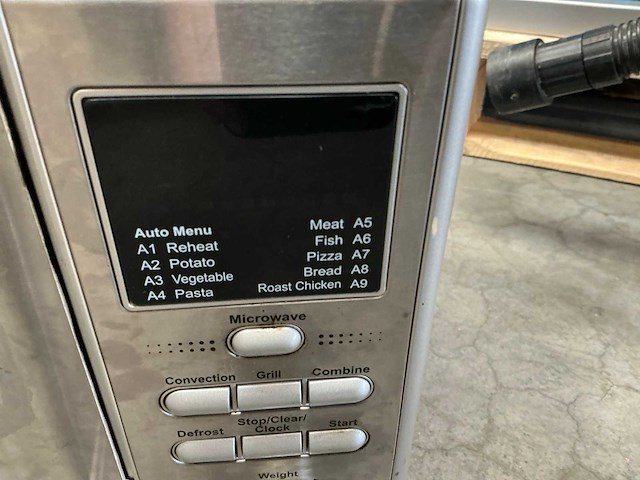 Auto Menu
A1 Reheat
A2 Potato
A3 Vegetable
A4 Pasta
Meat A5
Fish A6
Pizza A7
Bread A8
Roast Chicken A9
Microwave
Convection Grill Combine
Defrost Stop/Clear/ Start
Clock
Weight